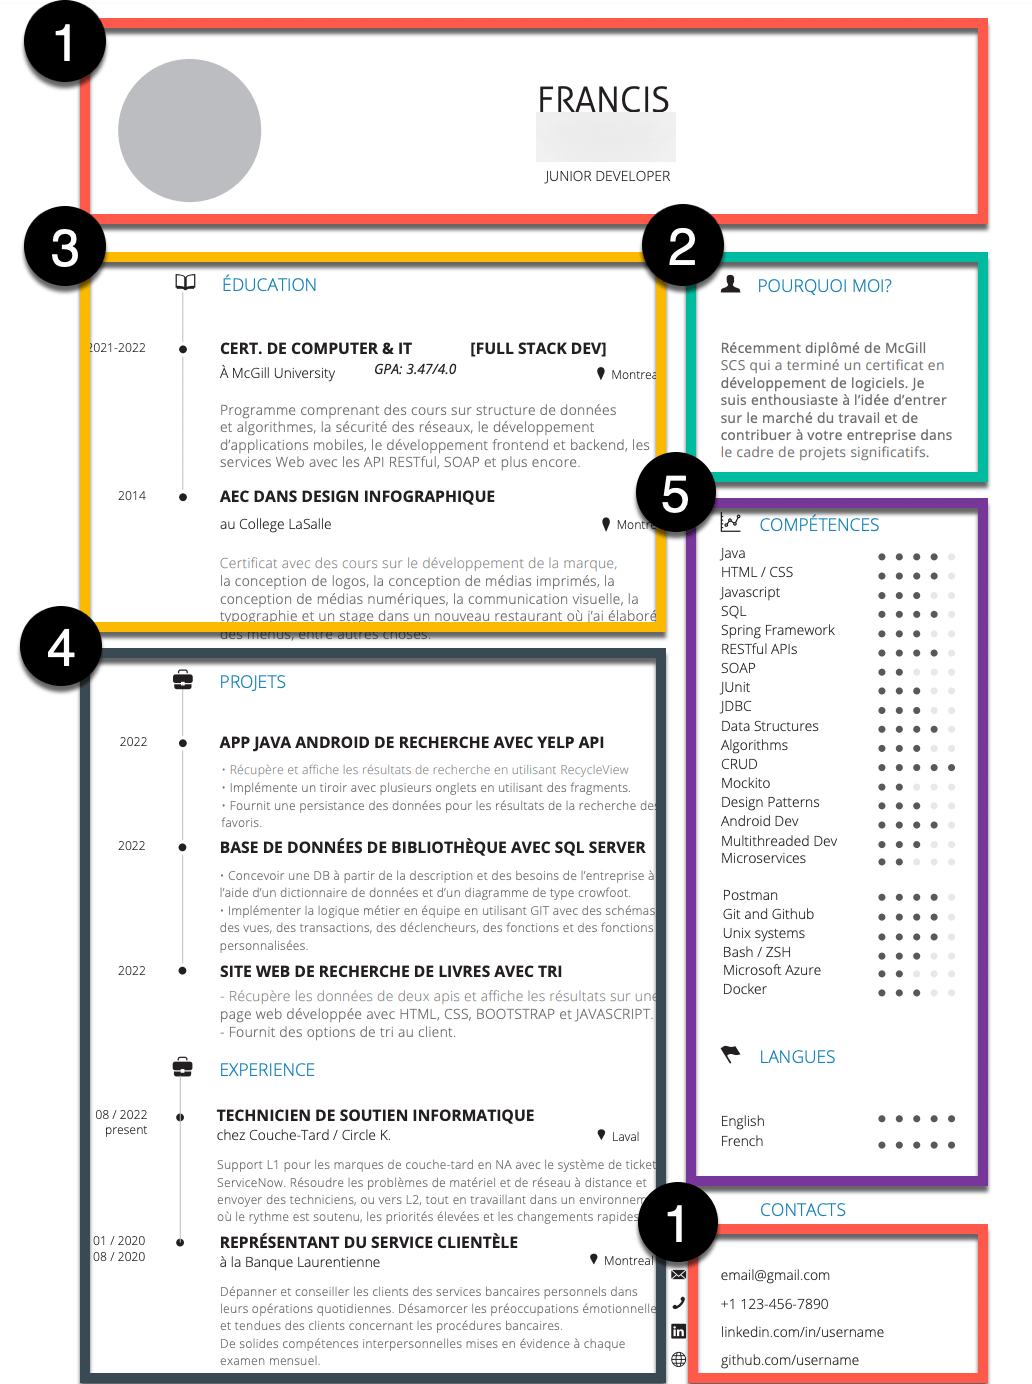 1
FRANCIS
JUNIOR DEVELOPER
3
ÉDUCATION
2021-2022
CERT. DE COMPUTER & IT [FULL STACK DEV]
À McGill University GPA: 3.47/4.0
Montrea
Programme comprenant des cours sur structure de données
et algorithmes, la sécurité des réseaux, le développement
d’applications mobiles, le développement frontend et backend, les
services Web avec les API RESTful, SOAP et plus encore.
2014
AEC DANS DESIGN INFOGRAPHIQUE
au College LaSalle
Montre
Certificat avec des cours sur le développement de la marque,
la conception de logos, la conception de médias imprimés, la
conception de médias numériques, la communication visuelle, la
typographie et un stage dans un nouveau restaurant où j’ai élaboré
des menus, entre autres choses.
2
POURQUOI MOI?
Récemment diplômé de McGill
SCS qui a terminé un certificat en
développement de logiciels. Je
suis enthousiaste à l’idée d’entrer
sur le marché du travail et de
contribuer à votre entreprise dans
le cadre de projets significatifs.
4
PROJETS
2022
APP JAVA ANDROID DE RECHERCHE AVEC YELP API
• Récupère et affiche les résultats de recherche en utilisant RecycleView
• Implémente un tiroir avec plusieurs onglets en utilisant des fragments.
• Fournit une persistance des données pour les résultats de la recherche des
favoris.
2022
BASE DE DONNÉES DE BIBLIOTHÈQUE AVEC SQL SERVER
• Concevoir une DB à partir de la description et des besoins de l’entreprise à
l’aide d’un dictionnaire de données et d’un diagramme de type crowfoot.
• Implémenter la logique métier en équipe en utilisant GIT avec des schémas
des vues, des transactions, des déclencheurs, des fonctions et des fonctions
personnalisées.
2022
SITE WEB DE RECHERCHE DE LIVRES AVEC TRI
- Récupère les données de deux apis et affiche les résultats sur une
page web développée avec HTML, CSS, BOOTSTRAP et JAVASCRIPT.
- Fournit des options de tri au client.
EXPERIENCE
08 / 2022
present
TECHNICIEN DE SOUTIEN INFORMATIQUE
chez Couche-Tard / Circle K.
Laval
Support L1 pour les marques de couche-tard en NA avec le système de ticket
ServiceNow. Résoudre les problèmes de matériel et de réseau à distance et
envoyer des techniciens, ou vers L2, tout en travaillant dans un environnem
où le rythme est soutenu, les priorités élevées et les changements rapides
01 / 2020
08 / 2020
REPRÉSENTANT DU SERVICE CLIENTÈLE
à la Banque Laurentienne
Montreal
Dépanner et conseiller les clients des services bancaires personnels dans
leurs opérations quotidiennes. Désamorcer les préoccupations émotionnelle
et tendues des clients concernant les procédures bancaires.
De solides compétences interpersonnelles mises en évidence à chaque
examen mensuel.
5
COMPÉTENCES
Java
HTML / CSS
Javascript
SQL
Spring Framework
RESTful APIs
SOAP
JUnit
JDBC
Data Structures
Algorithms
CRUD
Mockito
Design Patterns
Android Dev
Multithreaded Dev
Microservices
Postman
Git and Github
Unix systems
Bash / ZSH
Microsoft Azure
Docker
LANGUES
English
French
1
CONTACTS
email@gmail.com
+1 123-456-7890
in
linkedin.com/in/username
github.com/username